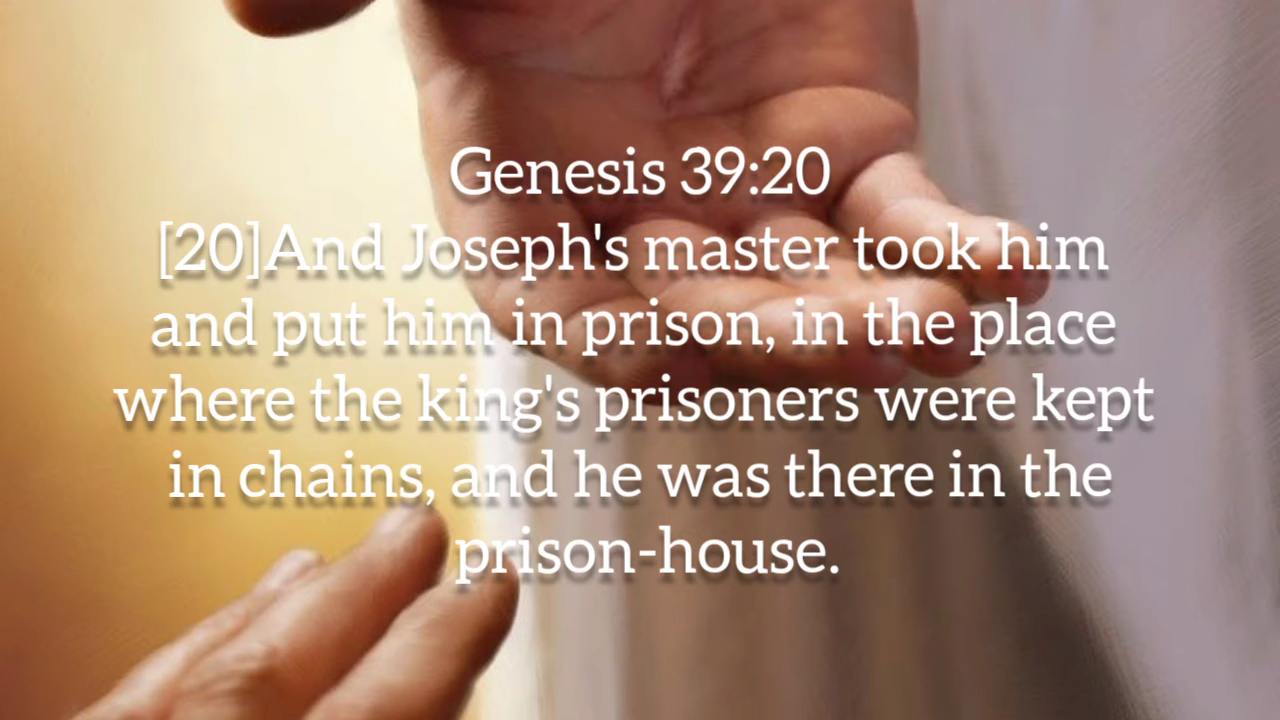 Genesis 39:20
[20]And Joseph's master took him
and put him in prison, in the place
where the king's prisoners were kept
in chains, and he was there in the
prison-house.